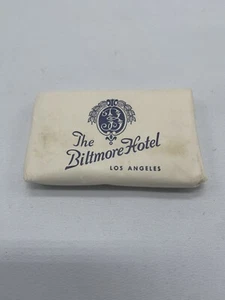 B
The
Biltmore Hotel
LOS ANGELES